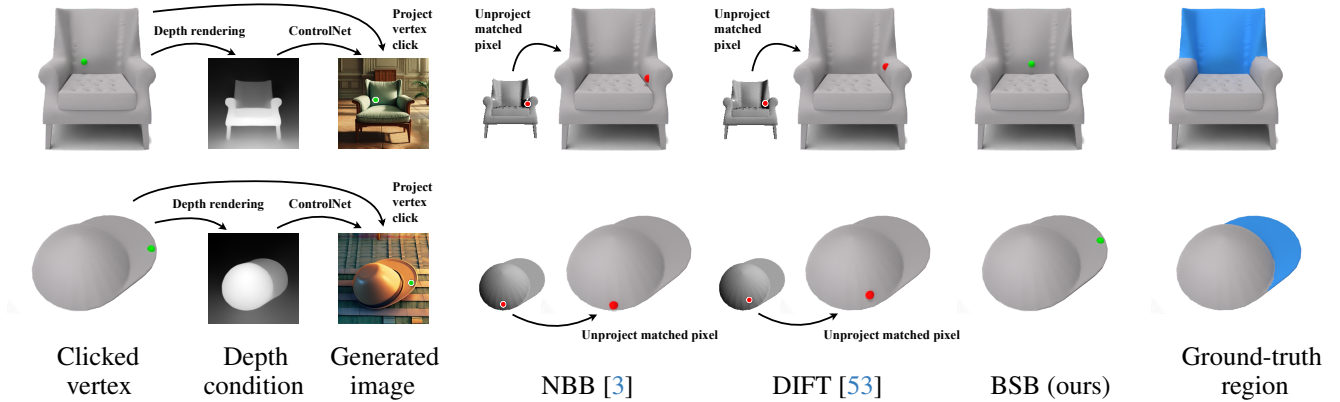 Depth rendering
ControlNet
Project
vertex
click
Unproject
matched
pixel
Unproject
matched
pixel
Depth rendering
ControlNet
Project
vertex
click
Unproject matched pixel
Unproject matched pixel
Clicked
vertex
Depth
condition
Generated
image
NBB [3]
DIFT [53]
BSB (ours)
Ground-truth
region